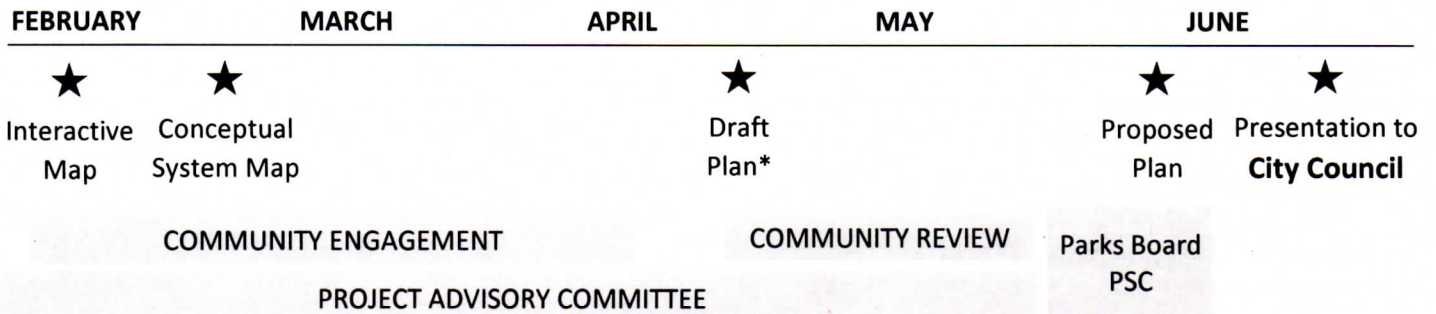 FEBRUARY MARCH APRIL MAY JUNE
★ ★ ★ ★ ★
Interactive Conceptual Draft Proposed Presentation to
Map System Map Plan* Plan City Council
COMMUNITY ENGAGEMENT COMMUNITY REVIEW Parks Board
PSC
PROJECT ADVISORY COMMITTEE